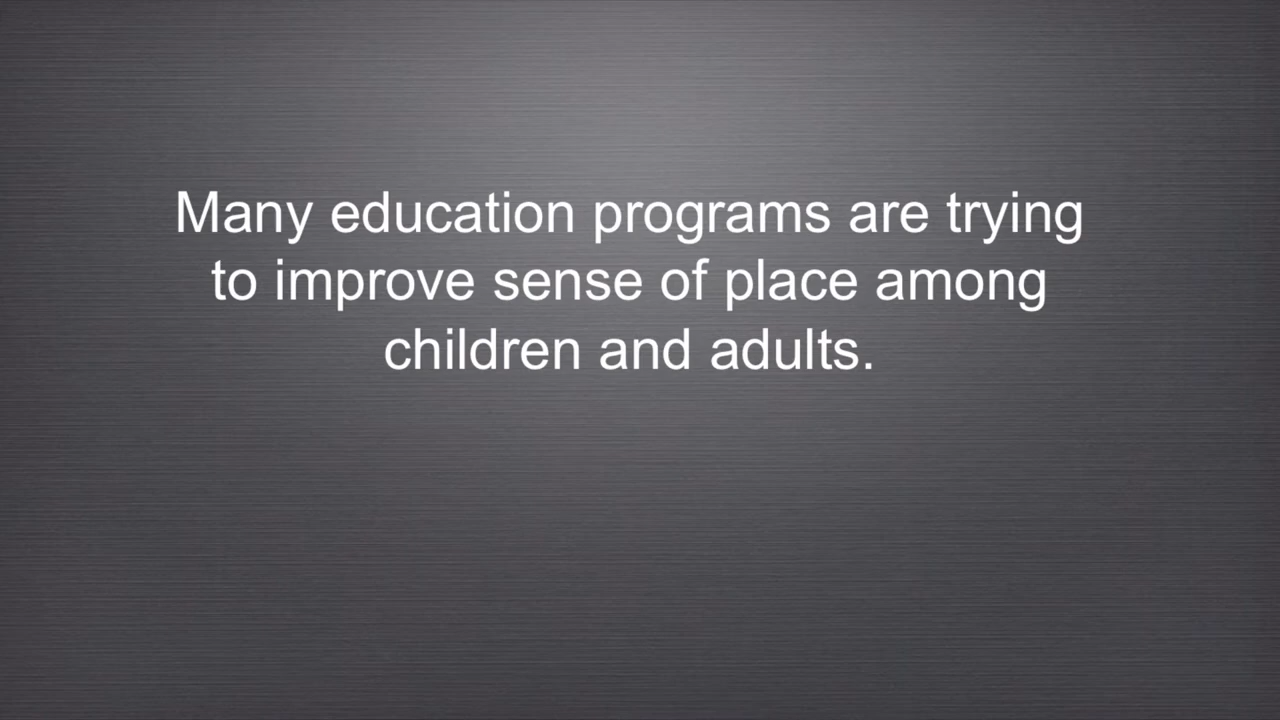 Many education programs are trying
to improve sense of place among
children and adults.